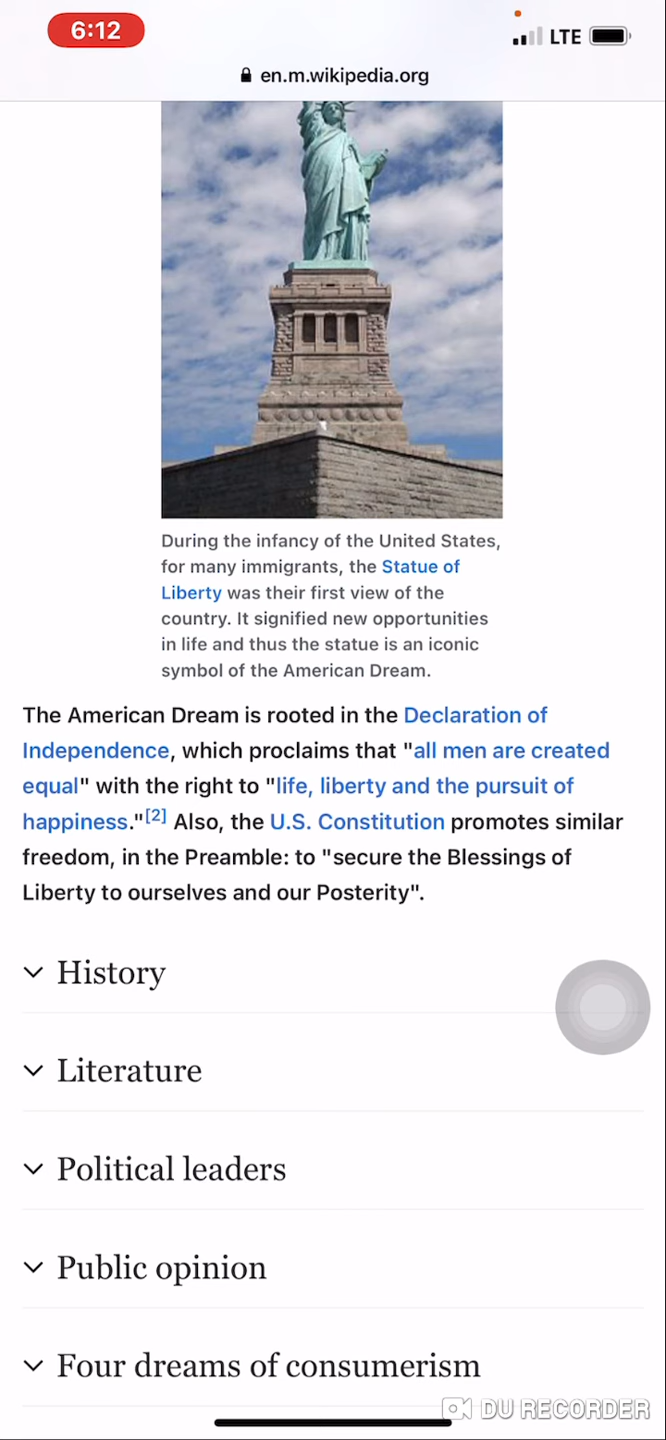 6:12
LTE
en.m.wikipedia.org
During the infancy of the United States,
for many immigrants, the Statue of
Liberty was their first view of the
country. It signified new opportunities
in life and thus the statue is an iconic
symbol of the American Dream.
The American Dream is rooted in the Declaration of
Independence, which proclaims that "all men are created
equal" with the right to "life, liberty and the pursuit of
happiness."[2] Also, the U.S. Constitution promotes similar
freedom, in the Preamble: to "secure the Blessings of
Liberty to ourselves and our Posterity".
History
Literature
Political leaders
Public opinion
Four dreams of consumerism
DU RECORDER